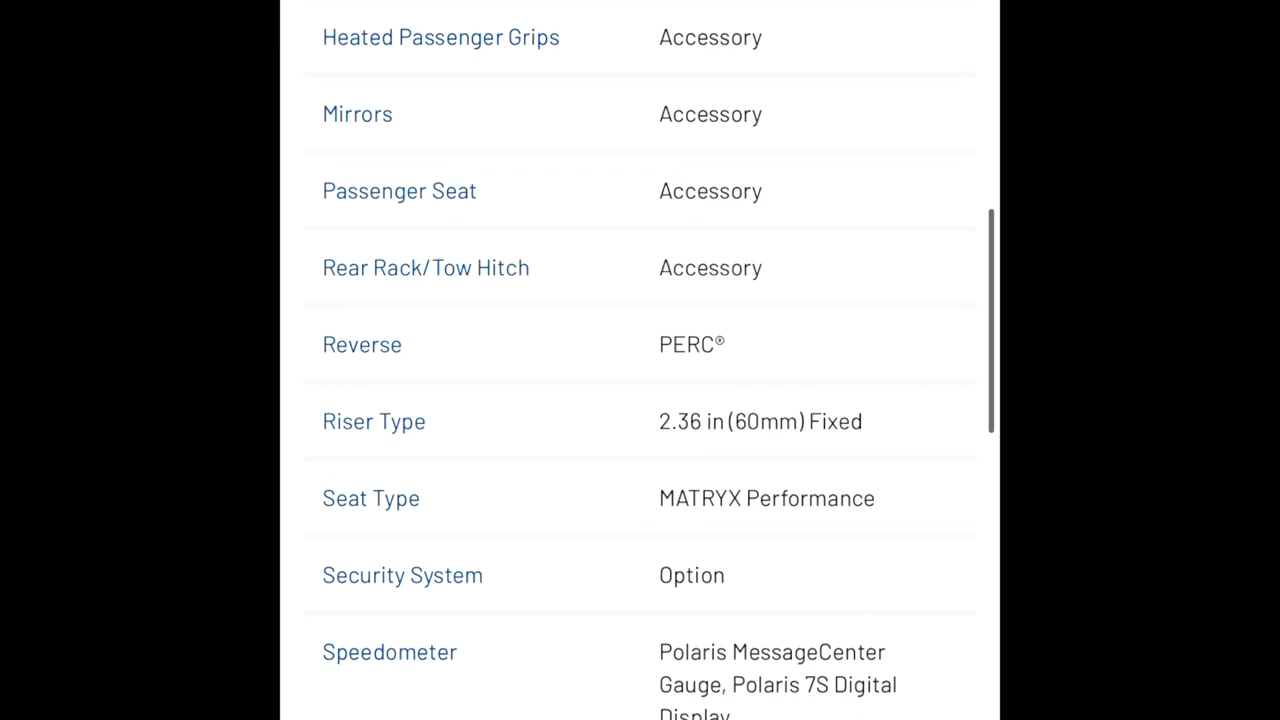 Heated Passenger Grips Accessory
Mirrors Accessory
Passenger Seat Accessory
Rear Rack/Tow Hitch Accessory
Reverse PERC®
Riser Type 2.36 in (60mm) Fixed
Seat Type MATRYX Performance
Security System Option
Speedometer Polaris MessageCenter
Gauge, Polaris 7S Digital
Display